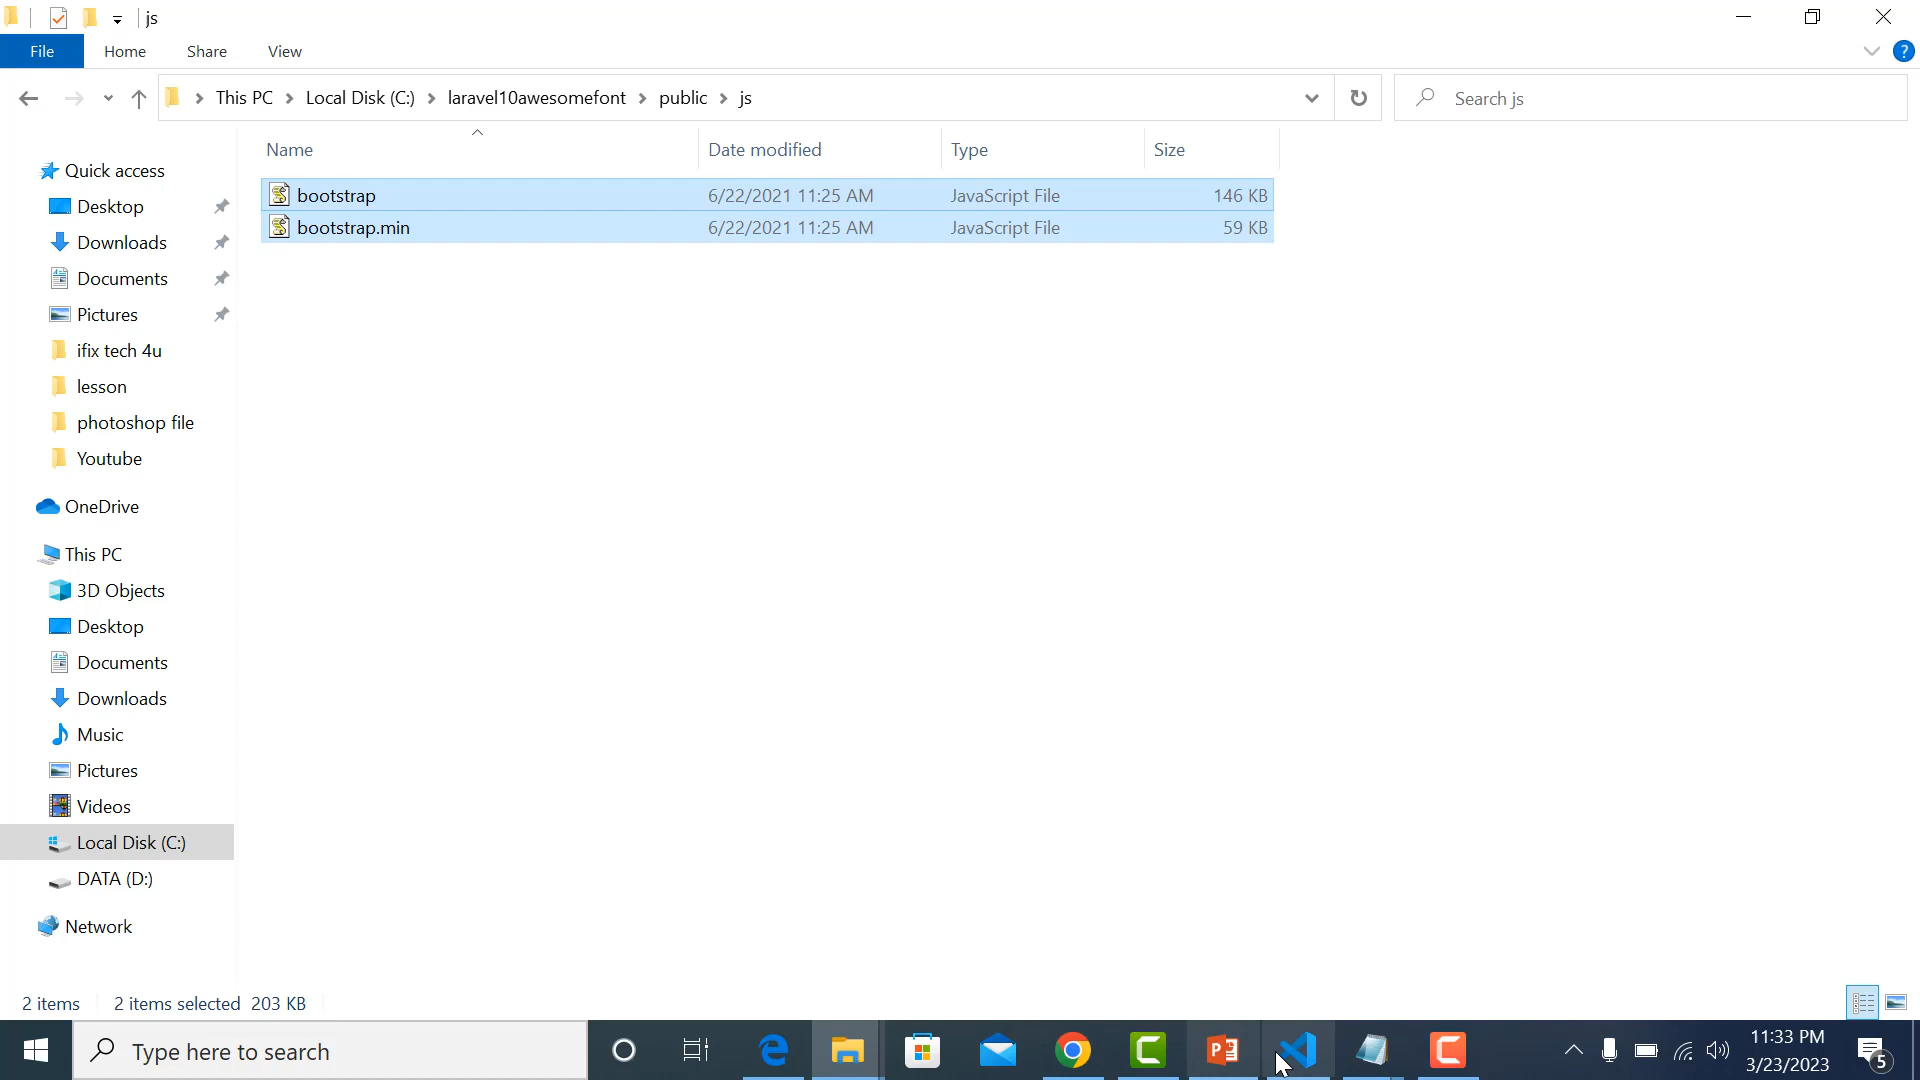 js
File Home Share View
This PC Local Disk (C:) laravel10awesomefont public js
Search js
Name Date modified Type Size
bootstrap 6/22/2021 11:25 AM JavaScript File 146 KB
bootstrap.min 6/22/2021 11:25 AM JavaScript File 59 KB
Quick access
Desktop
Downloads
Documents
Pictures
ifix tech 4u
lesson
photoshop file
Youtube
OneDrive
This PC
3D Objects
Desktop
Documents
Downloads
Music
Pictures
Videos
Local Disk (C:)
DATA (D:)
Network
2 items 2 items selected 203 KB
Type here to search
11:33 PM
3/23/2023
5